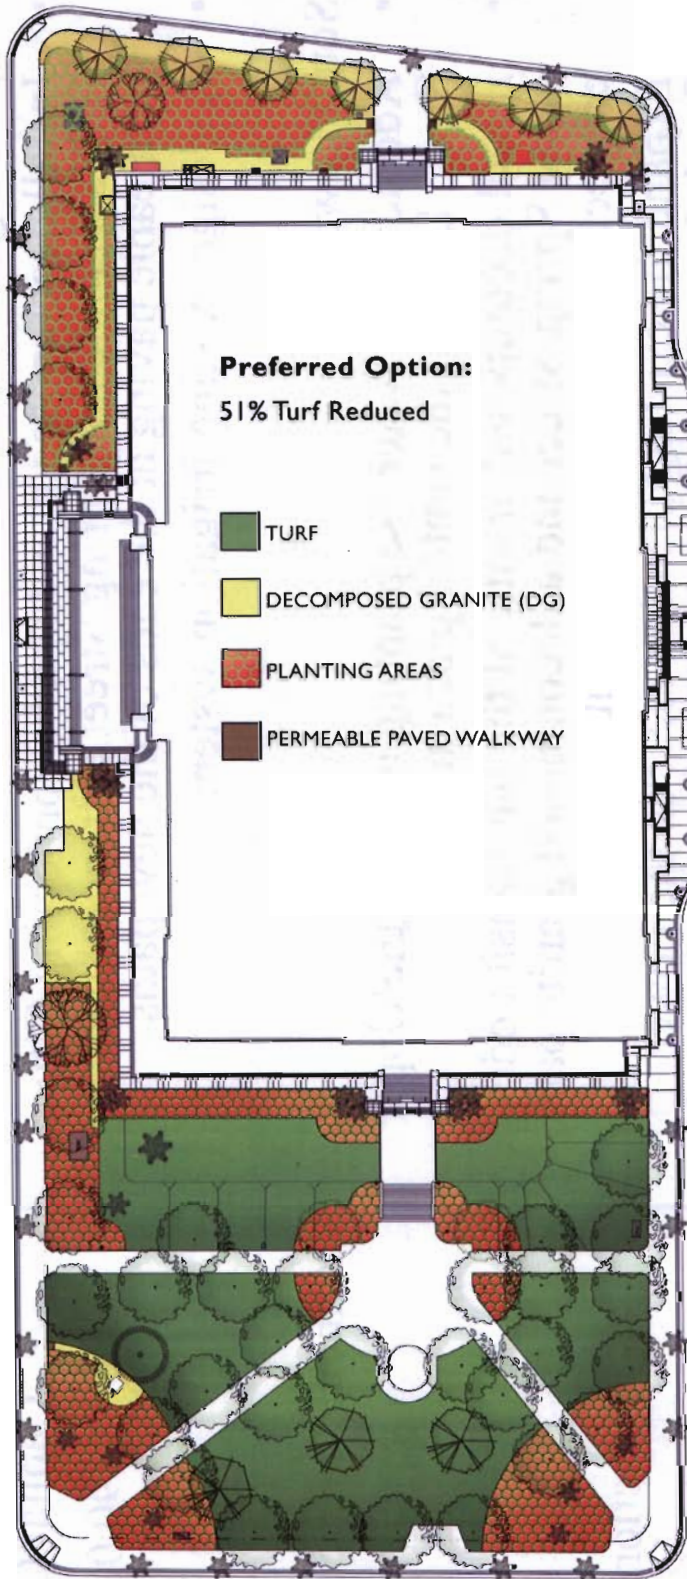 Preferred Option:
51% Turf Reduced
TURF
DECOMPOSED GRANITE (DG)
PLANTING AREAS
PERMEABLE PAVED WALKWAY